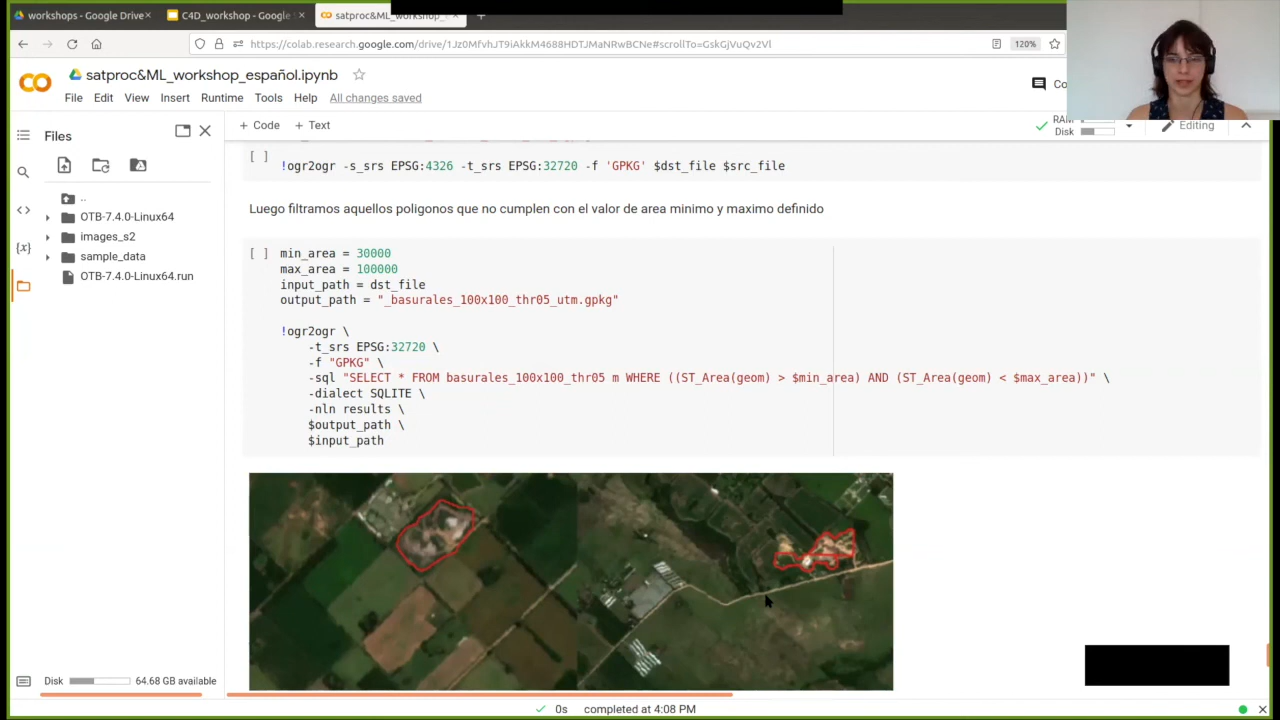 workshops - Google Drive
C4D_workshop - Google S
satproc&ML_workshop_e
https://colab.research.google.com/drive/1Jz0MfvhJT9iAkkM4688HDTJMaNRwBCNe#scrollTo=GskGjVuQv2Vl
120%
satproc&ML_workshop_español.ipynb
File Edit View Insert Runtime Tools Help All changes saved
Co
Files
+ Code + Text
RAM
Disk
Editing
..
OTB-7.4.0-Linux64
images_s2
sample_data
OTB-7.4.0-Linux64.run
[ ] !ogr2ogr -s_srs EPSG:4326 -t_srs EPSG:32720 -f 'GPKG' $dst_file $src_file
Luego filtramos aquellos poligonos que no cumplen con el valor de area minimo y maximo definido
[ ] min_area = 30000
max_area = 100000
input_path = dst_file
output_path = "_basurales_100x100_thr05_utm.gpkg"
!ogr2ogr \
-t_srs EPSG:32720 \
-f "GPKG" \
-sql "SELECT * FROM basurales_100x100_thr05 m WHERE ((ST_Area(geom) > $min_area) AND (ST_Area(geom) < $max_area))" \
-dialect SQLITE \
-nln results \
$output_path \
$input_path
Disk 64.68 GB available
0s completed at 4:08 PM